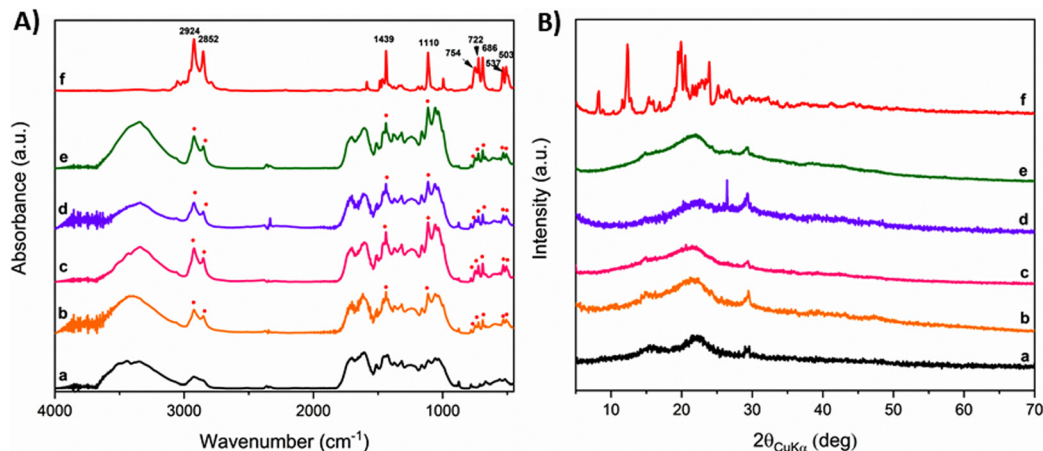 A)
2924
2852
1439
1110
754
722
686
537
503
f
e
d
c
b
a
Absorbance (a.u.)
4000
3000
2000
1000
Wavenumber (cm⁻¹)
B)
f
e
d
c
b
a
Intensity (a.u.)
10
20
30
40
50
60
70
2θCuKα (deg)